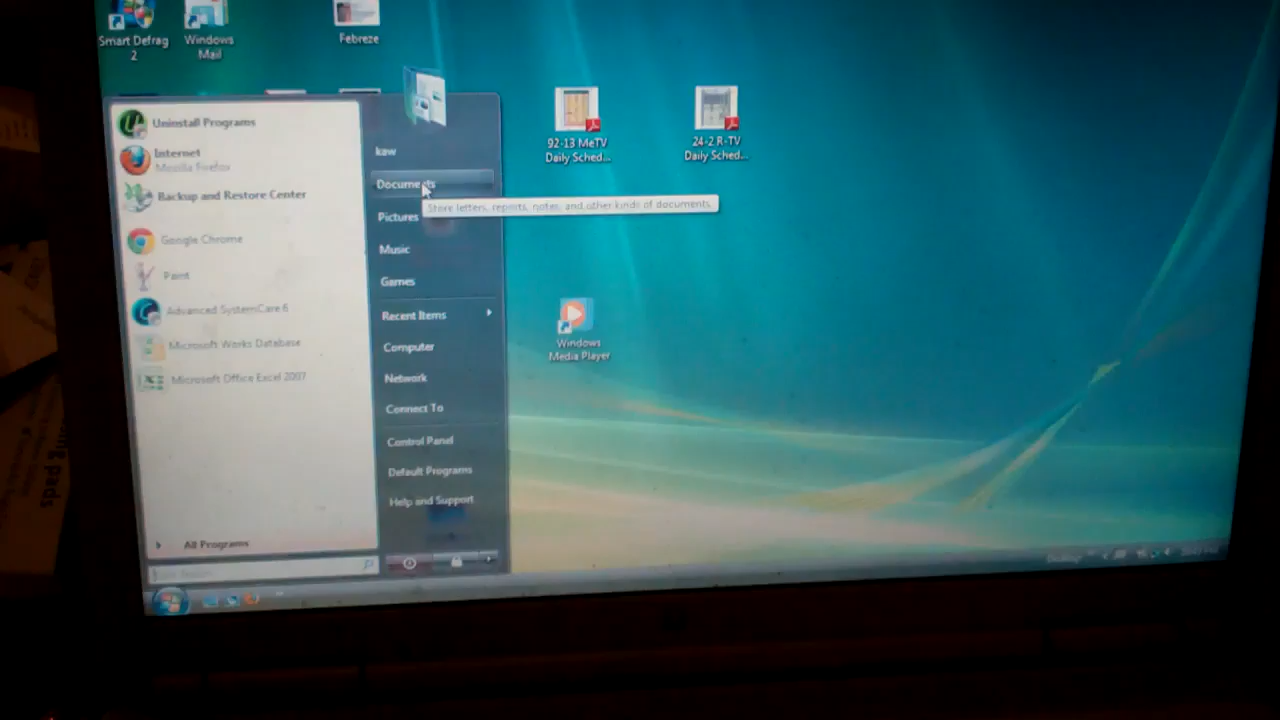 Smart Defrag
2
Windows
Mail
Febreze
92-13 MeTV
Daily Sched...
24-2 R-TV
Daily Sched...
Windows
Media Player
Uninstall Programs
Internet
Mozilla Firefox
Backup and Restore Center
Google Chrome
Paint
Advanced SystemCare 6
Microsoft Works Database
Microsoft Office Excel 2007
All Programs
kaw
Documents
Store letters, reports, notes, and other kinds of documents.
Pictures
Music
Games
Recent Items
Computer
Network
Connect To
Control Panel
Default Programs
Help and Support
Desktop
pads